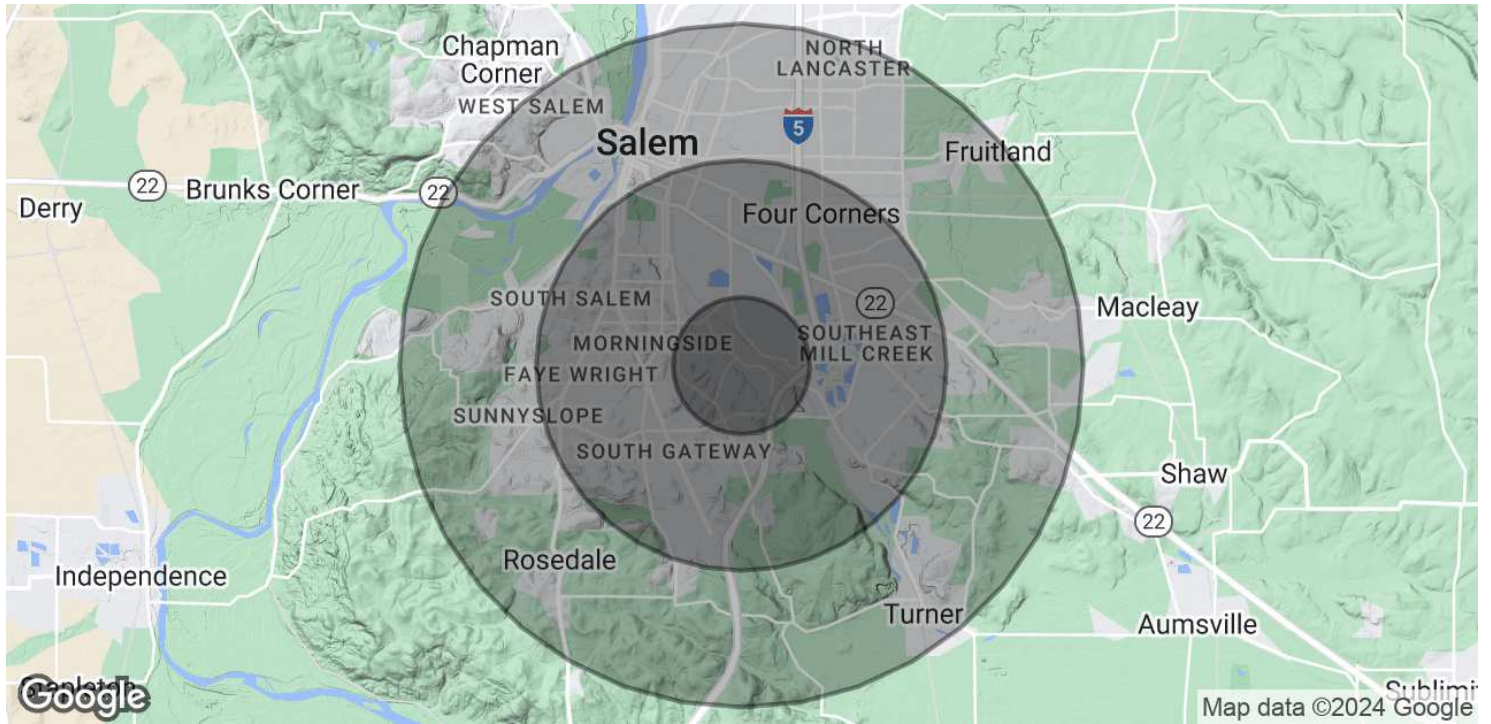 Chapman
Corner
NORTH
LANCASTER
WEST SALEM
5
Salem
Fruitland
22
Brunks Corner
22
Derry
Four Corners
SOUTH SALEM
22
Macleay
SOUTHEAST
MILL CREEK
MORNINGSIDE
FAYE WRIGHT
SUNNYSLOPE
SOUTH GATEWAY
Shaw
22
Rosedale
Independence
Turner
Aumsville
Google
Map data ©2024 Google